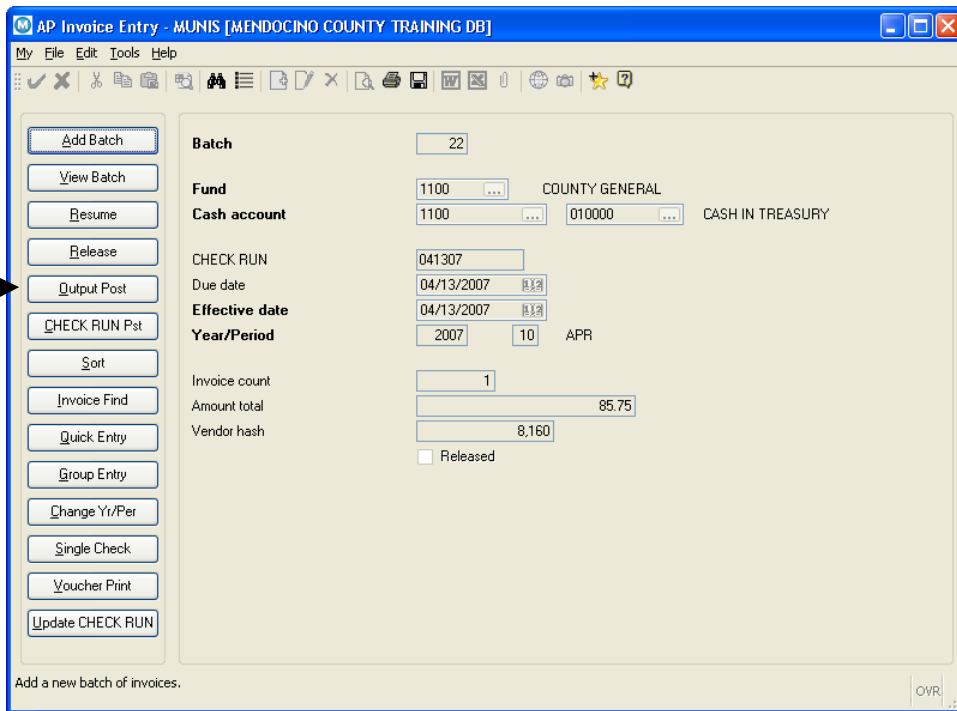 AP Invoice Entry - MUNIS [MENDOCINO COUNTY TRAINING DB]
My File Edit Tools Help
Add Batch
View Batch
Resume
Release
Output Post
CHECK RUN Pst
Sort
Invoice Find
Quick Entry
Group Entry
Change Yr/Per
Single Check
Voucher Print
Update CHECK RUN
Batch 22
Fund 1100 ... COUNTY GENERAL
Cash account 1100 ... 010000 ... CASH IN TREASURY
CHECK RUN 041307
Due date 04/13/2007
Effective date 04/13/2007
Year/Period 2007 10 APR
Invoice count 1
Amount total 85.75
Vendor hash 8,160
Released
Add a new batch of invoices.
OVR